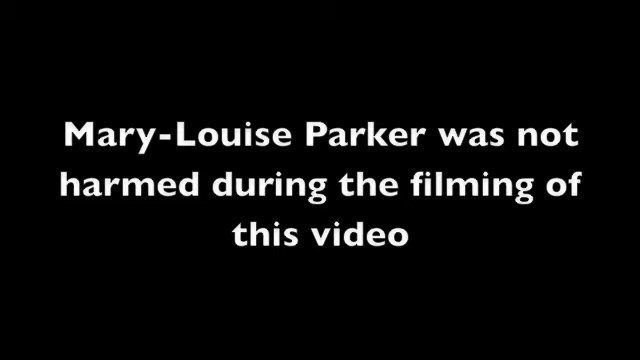 Mary-Louise Parker was not
harmed during the filming of
this video